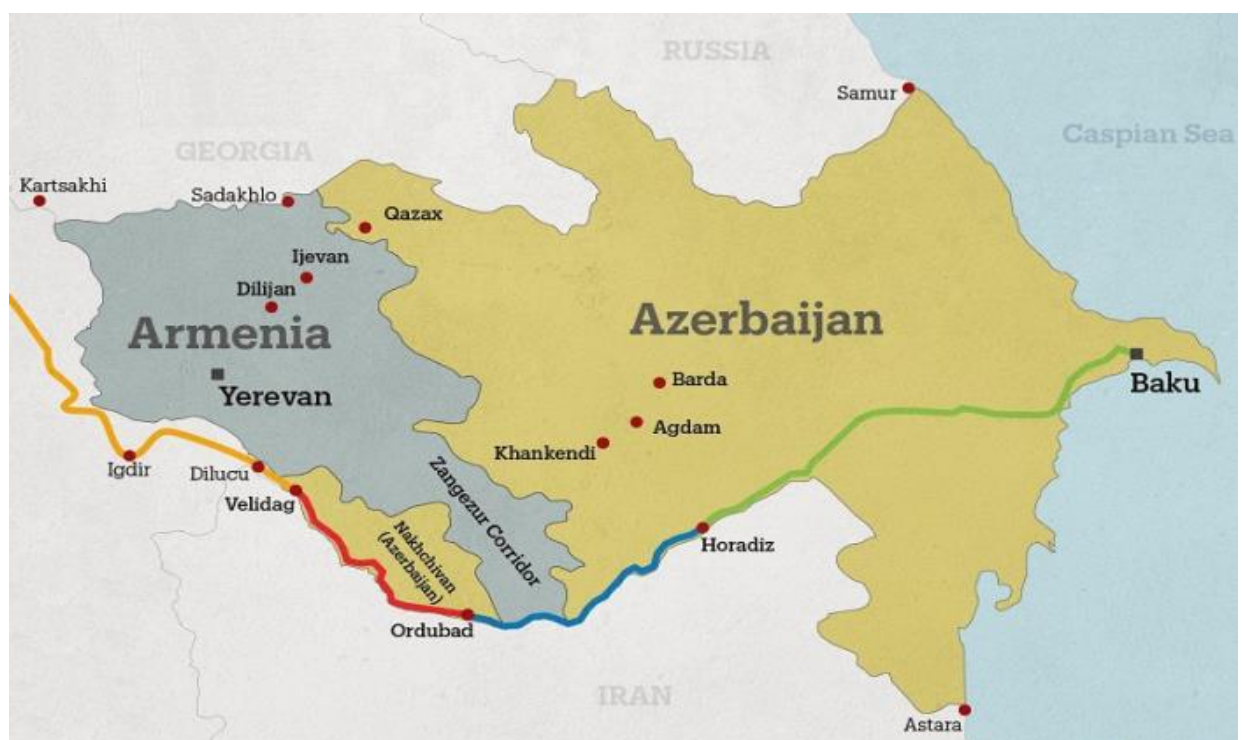 RUSSIA
Samur
Caspian Sea
GEORGIA
Kartsakhi
Sadakhlo
Qazax
Ijevan
Dilijan
Armenia
Azerbaijan
Yerevan
Barda
Baku
Agdam
Khankendi
Igdir
Dilucu
Velidag
Zangezur Corridor
Nakhchivan
(Azerbaijan)
Horadiz
Ordubad
IRAN
Astara